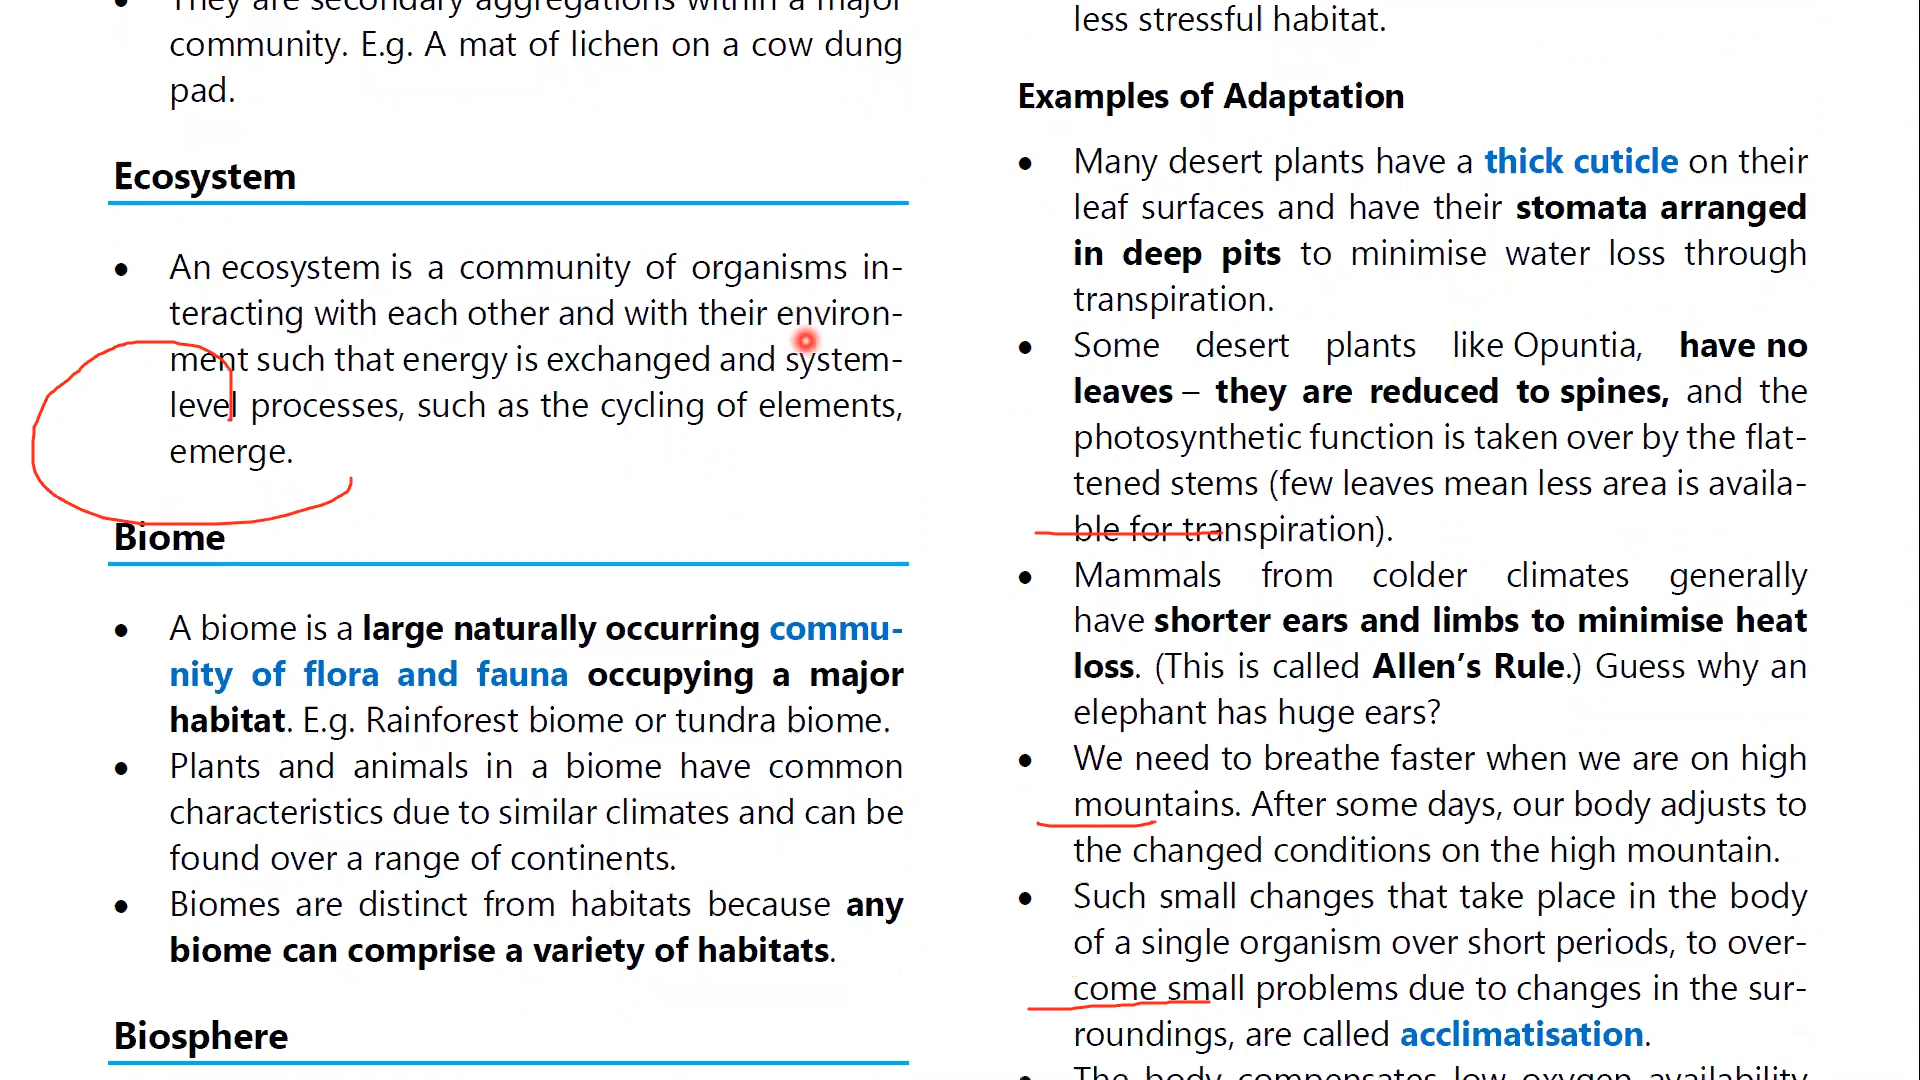 • They are secondary aggregations within a major
community. E.g. A mat of lichen on a cow dung
pad.
Ecosystem
• An ecosystem is a community of organisms in-
teracting with each other and with their environ-
ment such that energy is exchanged and system-
level processes, such as the cycling of elements,
emerge.
Biome
• A biome is a large naturally occurring commu-
nity of flora and fauna occupying a major
habitat. E.g. Rainforest biome or tundra biome.
• Plants and animals in a biome have common
characteristics due to similar climates and can be
found over a range of continents.
• Biomes are distinct from habitats because any
biome can comprise a variety of habitats.
Biosphere
less stressful habitat.
Examples of Adaptation
• Many desert plants have a thick cuticle on their
leaf surfaces and have their stomata arranged
in deep pits to minimise water loss through
transpiration.
• Some desert plants like Opuntia, have no
leaves – they are reduced to spines, and the
photosynthetic function is taken over by the flat-
tened stems (few leaves mean less area is availa-
ble for transpiration).
• Mammals from colder climates generally
have shorter ears and limbs to minimise heat
loss. (This is called Allen’s Rule.) Guess why an
elephant has huge ears?
• We need to breathe faster when we are on high
mountains. After some days, our body adjusts to
the changed conditions on the high mountain.
• Such small changes that take place in the body
of a single organism over short periods, to over-
come small problems due to changes in the sur-
roundings, are called acclimatisation.
• The body compensates low oxygen availability